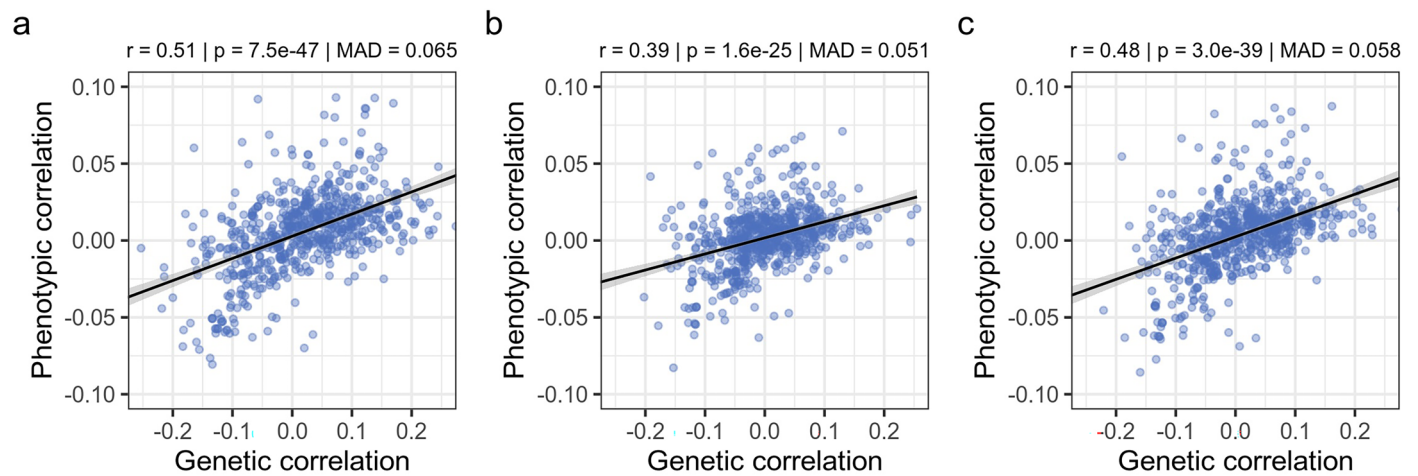 a
r = 0.51 | p = 7.5e-47 | MAD = 0.065
Phenotypic correlation
0.10
0.05
0.00
-0.05
-0.10
-0.2 -0.1 0.0 0.1 0.2
Genetic correlation
b
r = 0.39 | p = 1.6e-25 | MAD = 0.051
Phenotypic correlation
0.10
0.05
0.00
-0.05
-0.10
-0.2 -0.1 0.0 0.1 0.2
Genetic correlation
c
r = 0.48 | p = 3.0e-39 | MAD = 0.058
Phenotypic correlation
0.10
0.05
0.00
-0.05
-0.10
-0.2 -0.1 0.0 0.1 0.2
Genetic correlation